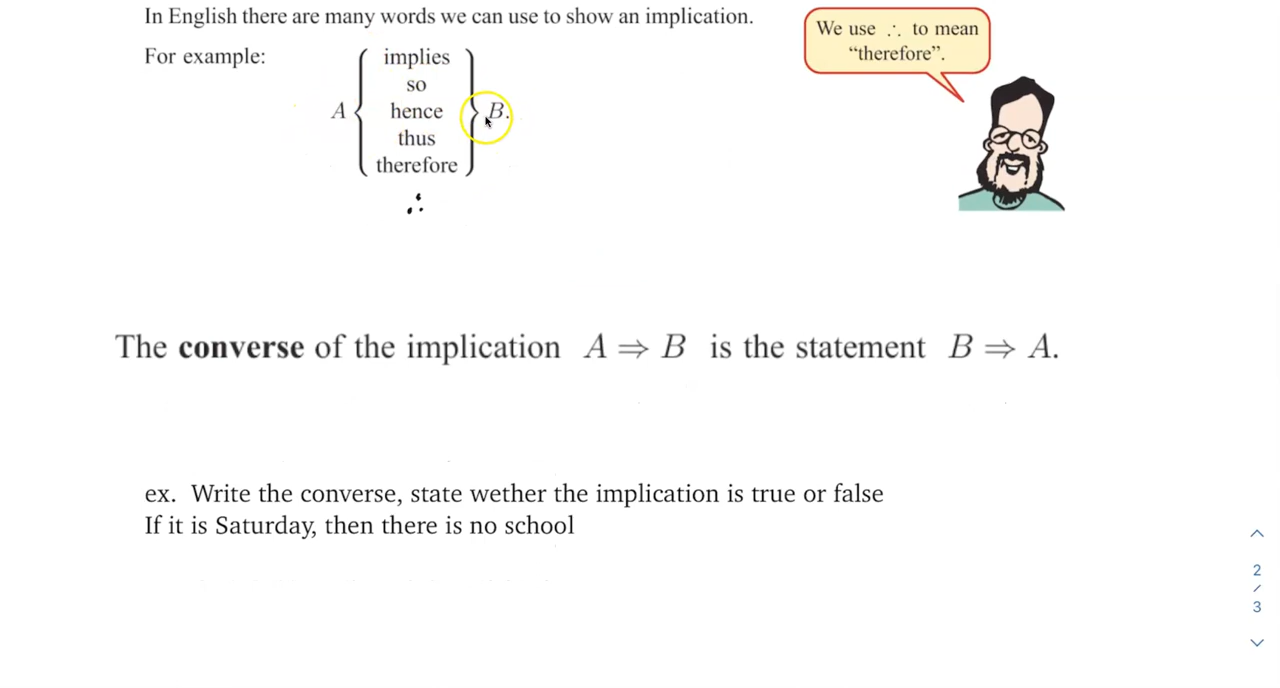 In English there are many words we can use to show an implication.
For example:
A { implies
so
hence
thus
therefore } B.
∴
We use ∴ to mean
“therefore”.
The converse of the implication A ⇒ B is the statement B ⇒ A.
ex. Write the converse, state wether the implication is true or false
If it is Saturday, then there is no school
2
/
3